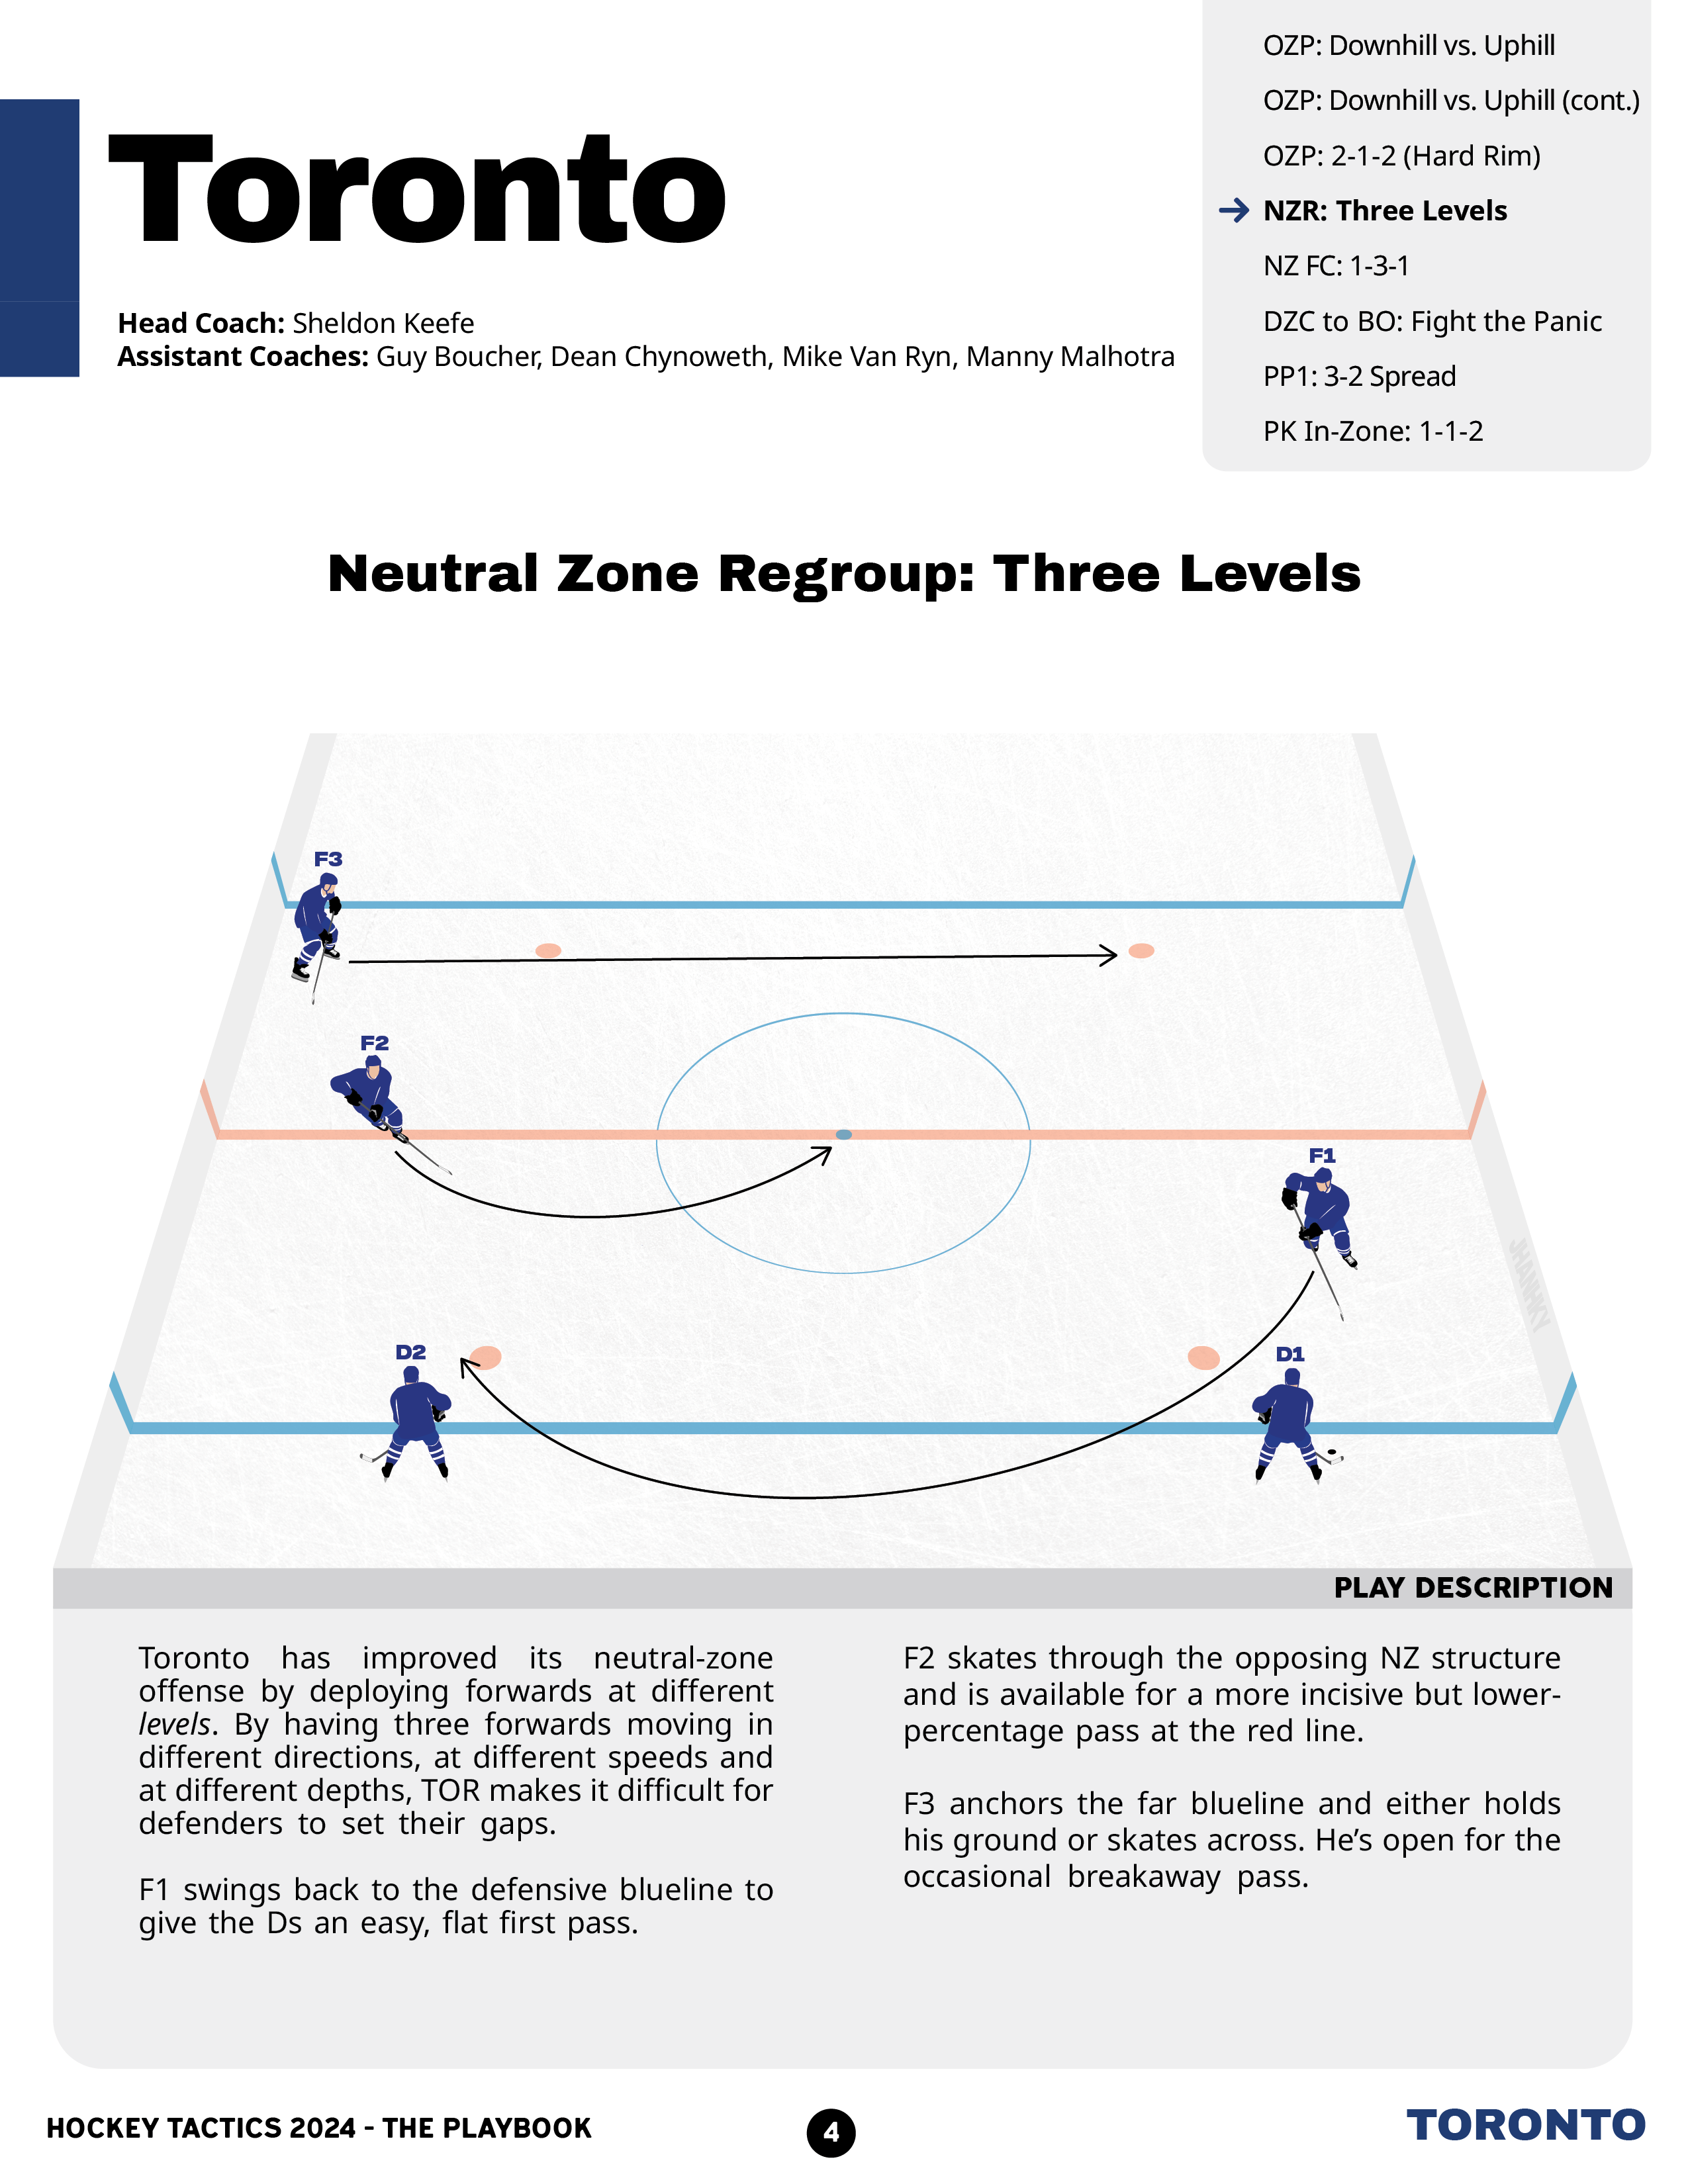 Toronto
Head Coach: Sheldon Keefe
Assistant Coaches: Guy Boucher, Dean Chynoweth, Mike Van Ryn, Manny Malhotra
OZP: Downhill vs. Uphill
OZP: Downhill vs. Uphill (cont.)
OZP: 2-1-2 (Hard Rim)
NZR: Three Levels
NZ FC: 1-3-1
DZC to BO: Fight the Panic
PP1: 3-2 Spread
PK In-Zone: 1-1-2
Neutral Zone Regroup: Three Levels
F3
F2
F1
D2
D1
PLAY DESCRIPTION
Toronto has improved its neutral-zone
offense by deploying forwards at different
levels. By having three forwards moving in
different directions, at different speeds and
at different depths, TOR makes it difficult for
defenders to set their gaps.
F1 swings back to the defensive blueline to
give the Ds an easy, flat first pass.
F2 skates through the opposing NZ structure
and is available for a more incisive but lower-
percentage pass at the red line.
F3 anchors the far blueline and either holds
his ground or skates across. He’s open for the
occasional breakaway pass.
HOCKEY TACTICS 2024 - THE PLAYBOOK
4
TORONTO